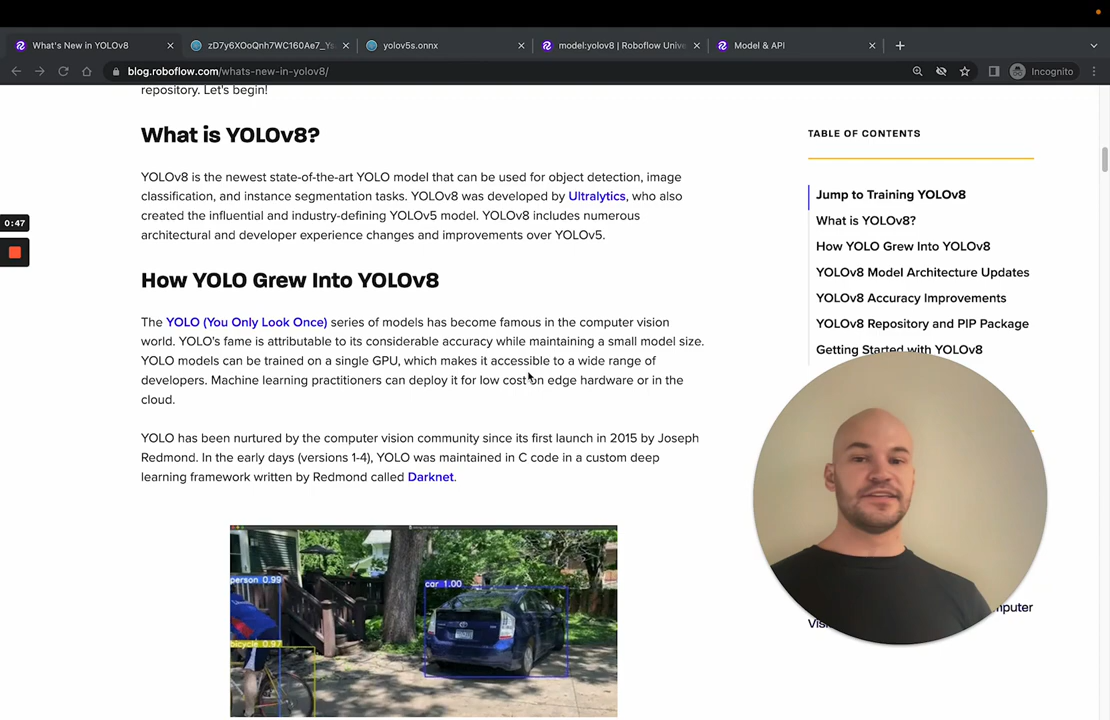 What's New in YOLOv8
zD7y6XOoQnh7WC160Ae7_Ys
yolov5s.onnx
model:yolov8 | Roboflow Unive
Model & API
blog.roboflow.com/whats-new-in-yolov8/
Incognito
repository. Let's begin!
What is YOLOv8?
YOLOv8 is the newest state-of-the-art YOLO model that can be used for object detection, image
classification, and instance segmentation tasks. YOLOv8 was developed by Ultralytics, who also
created the influential and industry-defining YOLOv5 model. YOLOv8 includes numerous
architectural and developer experience changes and improvements over YOLOv5.
How YOLO Grew Into YOLOv8
The YOLO (You Only Look Once) series of models has become famous in the computer vision
world. YOLO's fame is attributable to its considerable accuracy while maintaining a small model size.
YOLO models can be trained on a single GPU, which makes it accessible to a wide range of
developers. Machine learning practitioners can deploy it for low cost on edge hardware or in the
cloud.
YOLO has been nurtured by the computer vision community since its first launch in 2015 by Joseph
Redmond. In the early days (versions 1-4), YOLO was maintained in C code in a custom deep
learning framework written by Redmond called Darknet.
person 0.99
car 1.00
bicycle 0.97
TABLE OF CONTENTS
Jump to Training YOLOv8
What is YOLOv8?
How YOLO Grew Into YOLOv8
YOLOv8 Model Architecture Updates
YOLOv8 Accuracy Improvements
YOLOv8 Repository and PIP Package
Getting Started with YOLOv8
mputer
Vis
0:47